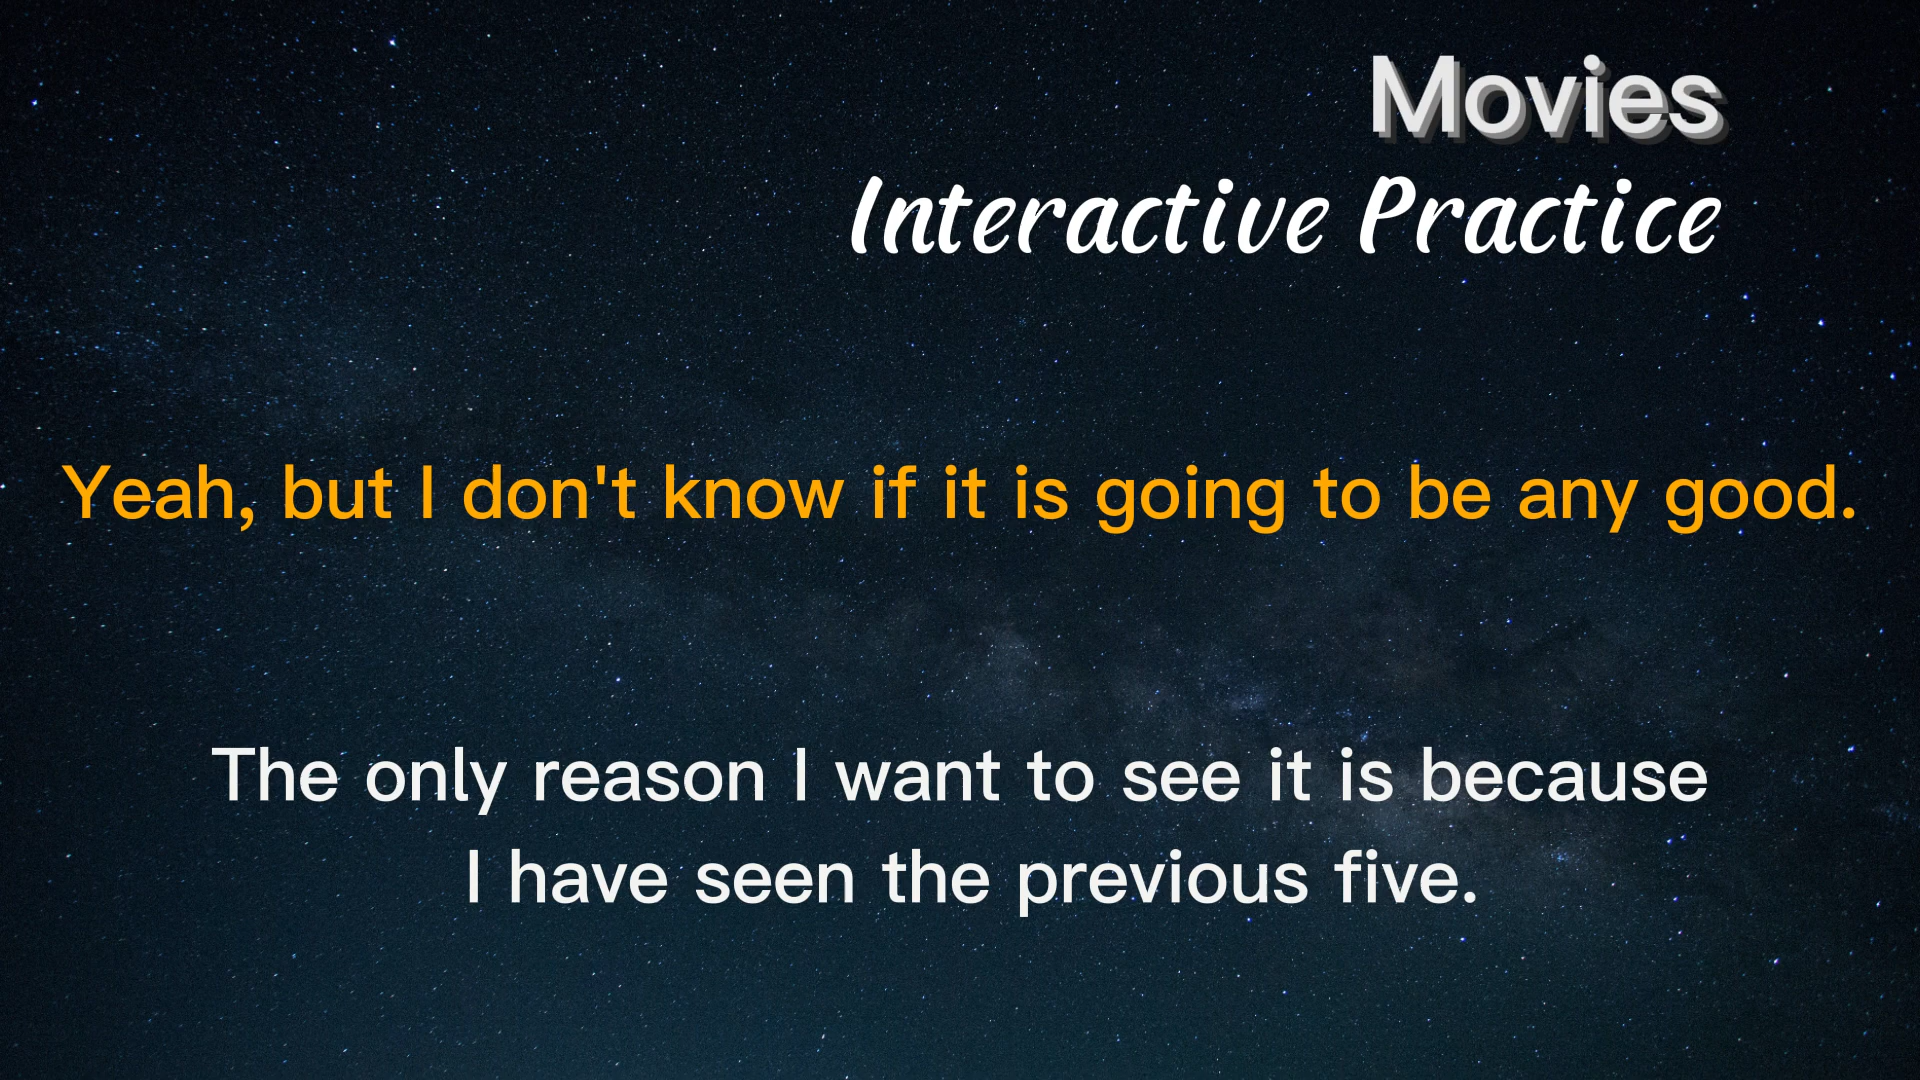 Movies
Interactive Practice
Yeah, but I don't know if it is going to be any good.
The only reason I want to see it is because
I have seen the previous five.